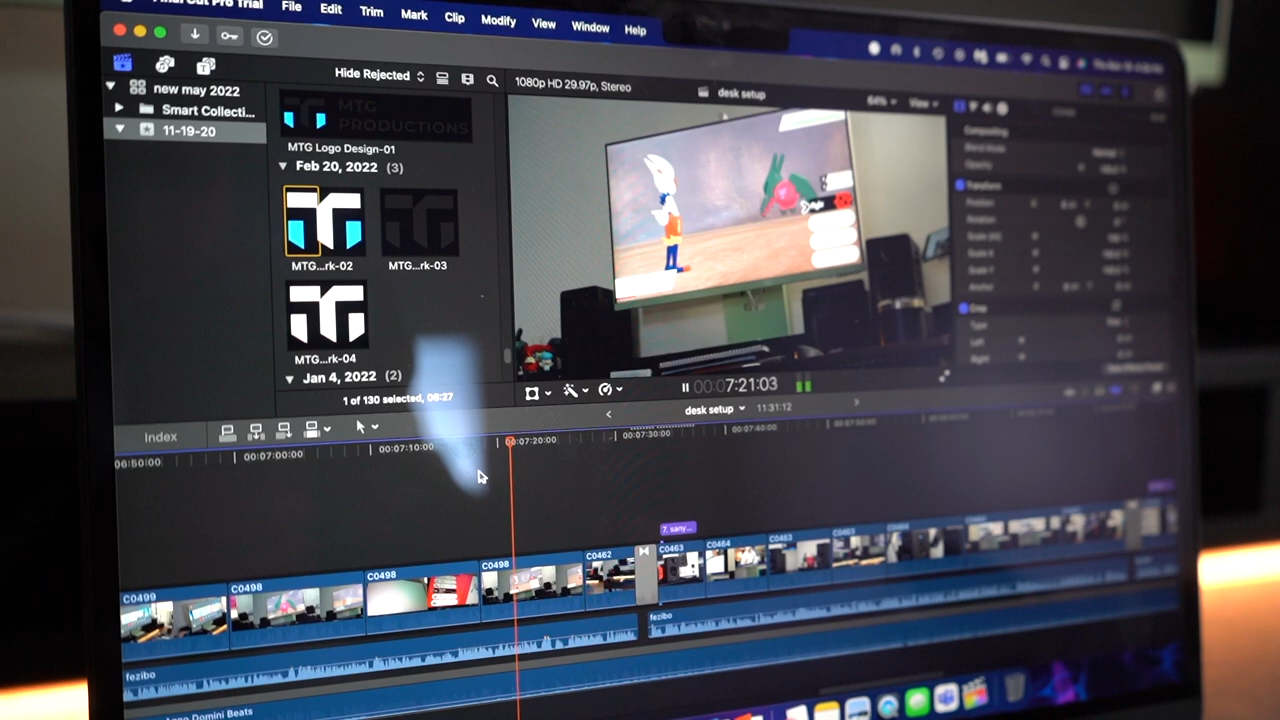 Final Cut Pro Trial File Edit Trim Mark Clip Modify View Window Help
Hide Rejected
1080p HD 29.97p, Stereo
desk setup
64% View
new may 2022
Smart Collecti...
11-19-20
MTG
PRODUCTIONS
MTG Logo Design-01
Feb 20, 2022 (3)
MTG...rk-02
MTG...rk-03
MTG...rk-04
Jan 4, 2022 (2)
1 of 130 selected, 06:27
Compositing
Blend Mode
Normal
Opacity
Transform
Position
Rotation
Scale (All)
Scale X
Scale Y
Anchor
Crop
Type
Left
Right
00:00:7:21:03
Index
desk setup
11:31:12
06:50:00
00:07:00:00
00:07:10:00
00:07:20:00
00:07:30:00
00:07:40:00
00:07:50:00
7. sany...
C0499
C0498
C0498
C0498
C0462
C0463
C0464
C0463
C0463
C0464
fezibo
fezibo
Anno Domini Beats